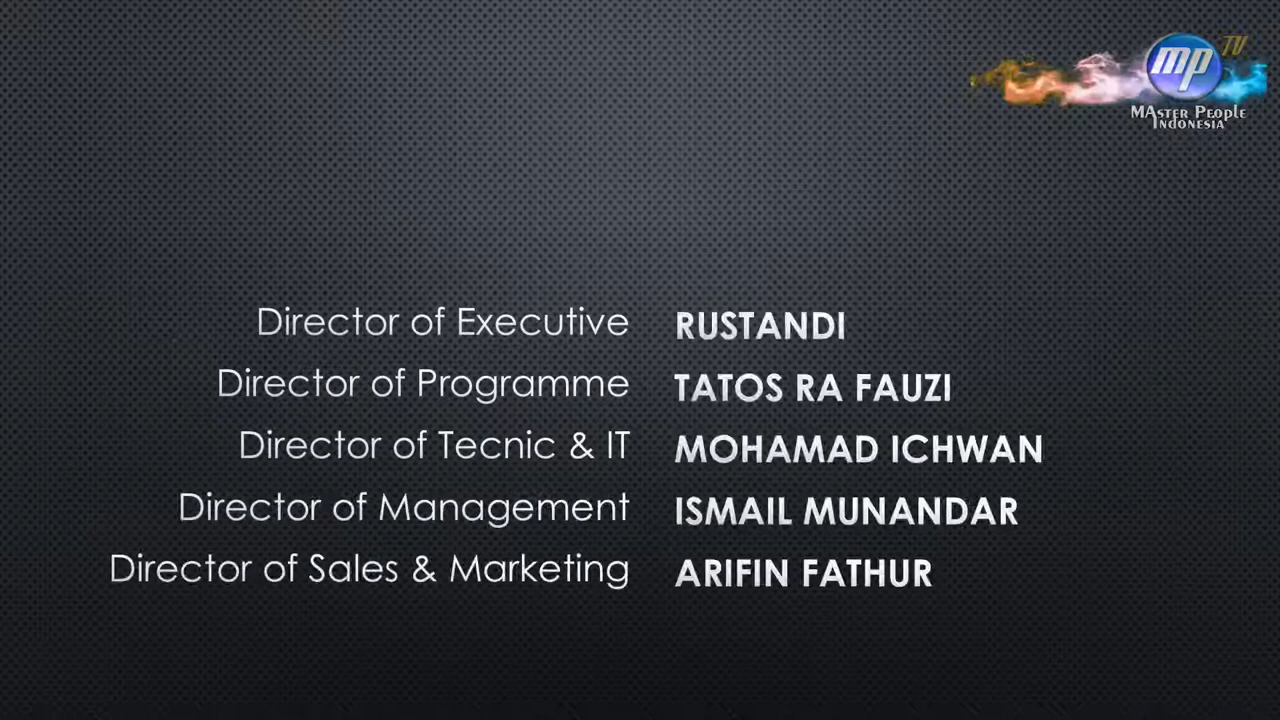 mp TV
MAster People
Indonesia
Director of Executive RUSTANDI
Director of Programme TATOS RA FAUZI
Director of Tecnic & IT MOHAMAD ICHWAN
Director of Management ISMAIL MUNANDAR
Director of Sales & Marketing ARIFIN FATHUR